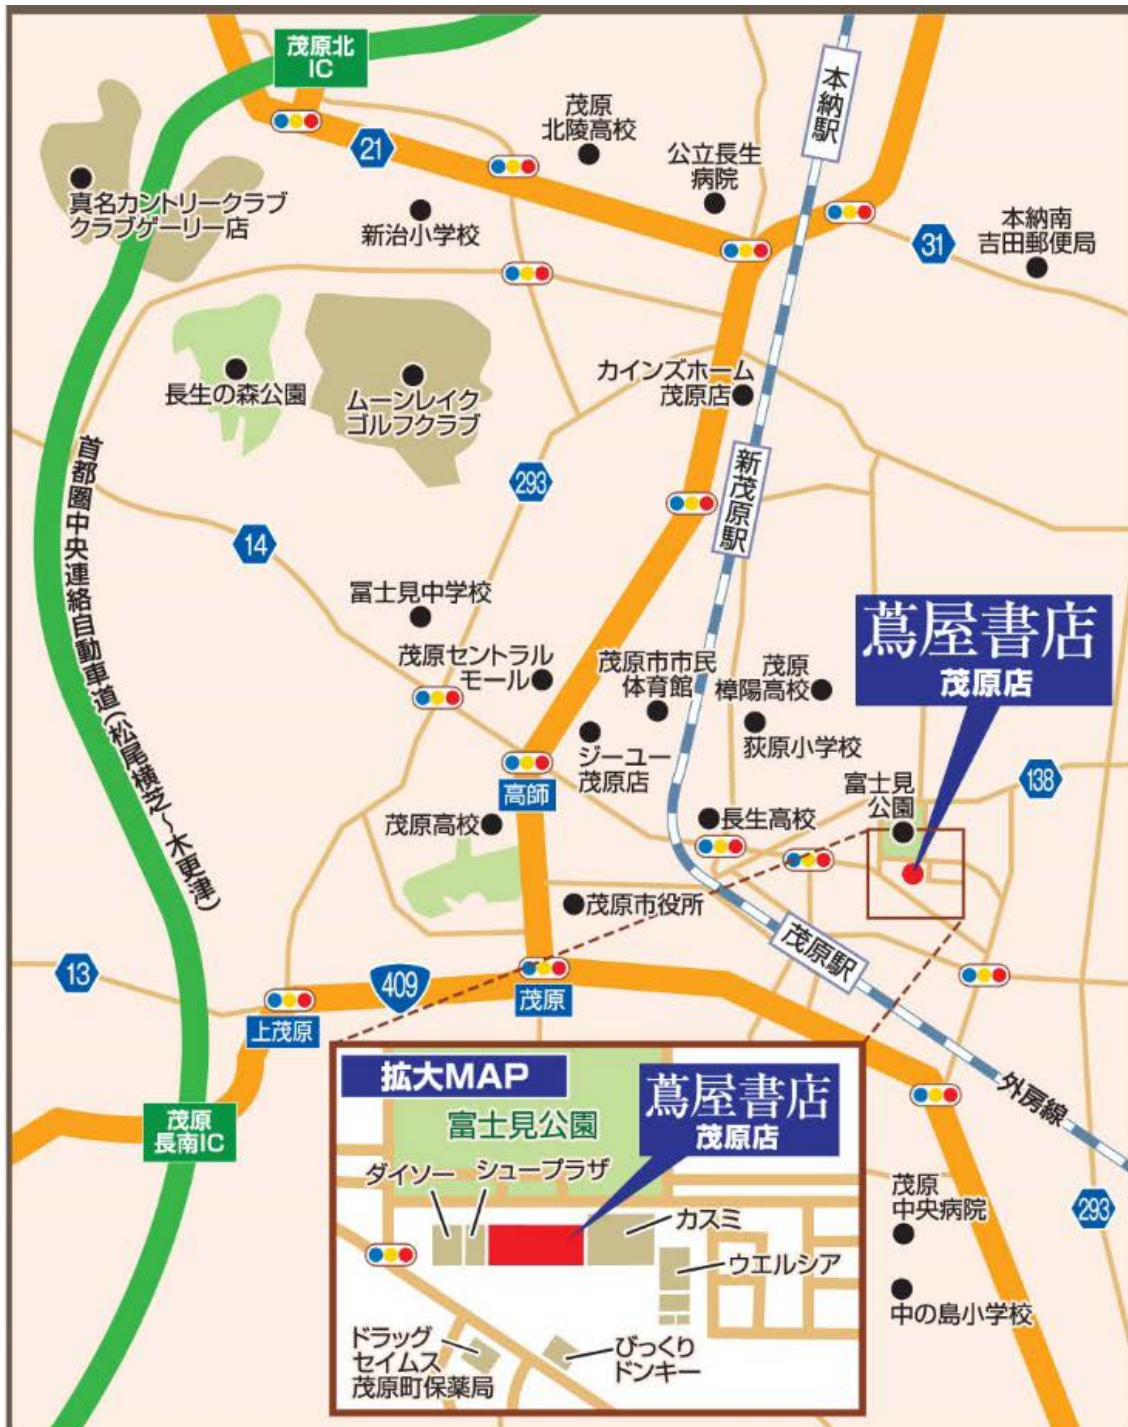 茂原北
IC
本納駅
茂原
北陵高校
21
公立長生
病院
真名カントリークラブ
クラブゲーリー店
新治小学校
31
本納南
吉田郵便局
長生の森公園
ムーンレイク
ゴルフクラブ
カインズホーム
茂原店
首都圏中央連絡自動車道(松尾横芝〜木更津)
293
新茂原駅
14
冨士見中学校
蔦屋書店
茂原店
茂原セントラル
モール
茂原市市民
体育館
茂原
樟陽高校
ジーユー
茂原店
荻原小学校
138
高師
富士見
公園
茂原高校
長生高校
茂原市役所
茂原駅
13
409
茂原
上茂原
外房線
茂原
長南IC
拡大MAP
蔦屋書店
茂原店
富士見公園
ダイソー
シュープラザ
カスミ
ウエルシア
ドラッグ
セイムス
茂原町保薬局
びっくり
ドンキー
茂原
中央病院
293
中の島小学校